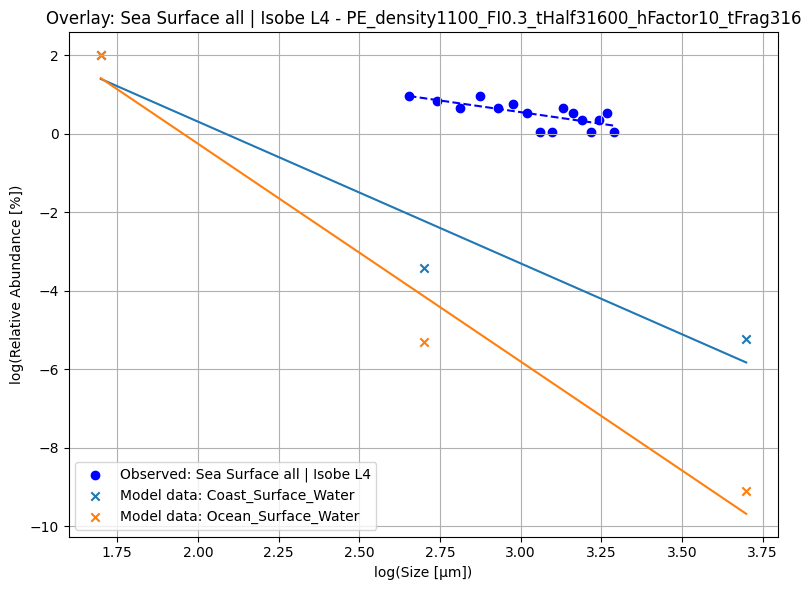 Overlay: Sea Surface all | Isobe L4 - PE_density1100_FI0.3_tHalf31600_hFactor10_tFrag316
log(Relative Abundance [%])
2
0
−2
−4
−6
−8
−10
Observed: Sea Surface all | Isobe L4
Model data: Coast_Surface_Water
Model data: Ocean_Surface_Water
1.75 2.00 2.25 2.50 2.75 3.00 3.25 3.50 3.75
log(Size [μm])